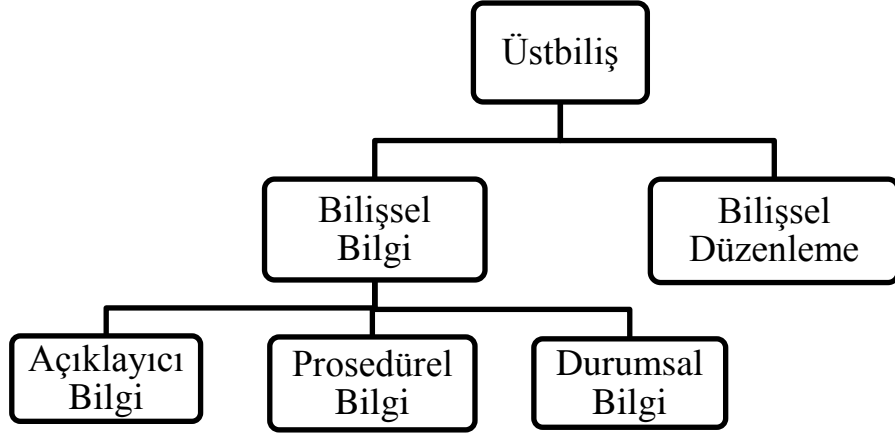 Üstbiliş
Bilişsel
Bilgi
Bilişsel
Düzenleme
Açıklayıcı
Bilgi
Prosedürel
Bilgi
Durumsal
Bilgi